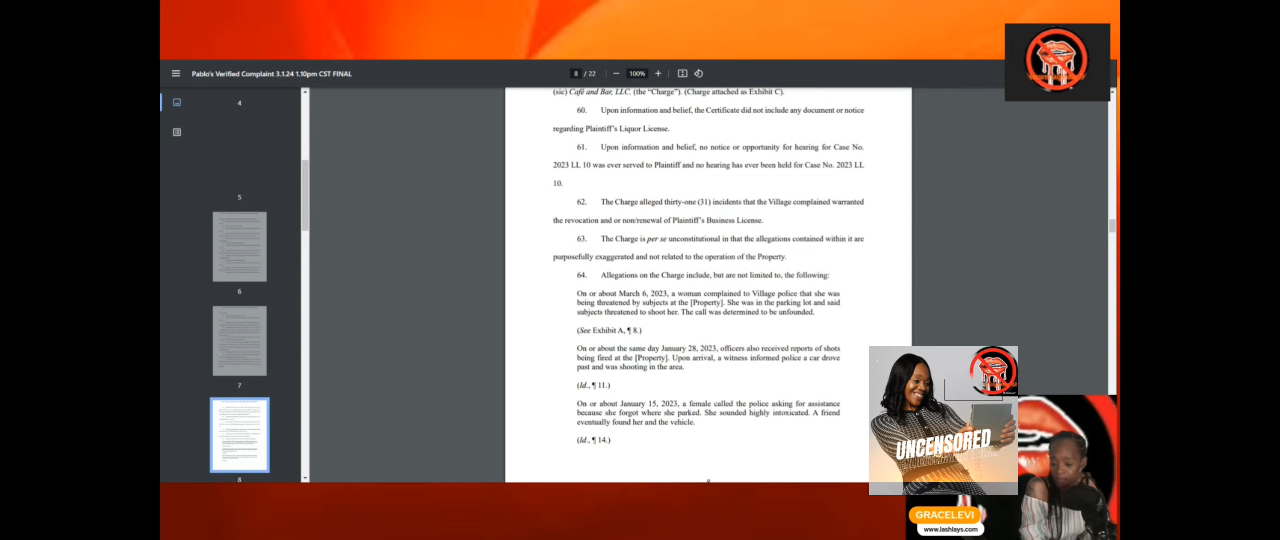 Pablo's Verified Complaint 3.1.24 1.10pm CST FINAL
8 / 22
100%
4
5
6
7
8
(sic) Café and Bar, LLC. (the "Charge"). (Charge attached as Exhibit C).
60. Upon information and belief, the Certificate did not include any document or notice
regarding Plaintiff's Liquor License.
61. Upon information and belief, no notice or opportunity for hearing for Case No.
2023 LL 10 was ever served to Plaintiff and no hearing has ever been held for Case No. 2023 LL
10.
62. The Charge alleged thirty-one (31) incidents that the Village complained warranted
the revocation and or non/renewal of Plaintiff's Business License.
63. The Charge is per se unconstitutional in that the allegations contained within it are
purposefully exaggerated and not related to the operation of the Property.
64. Allegations on the Charge include, but are not limited to, the following:
On or about March 6, 2023, a woman complained to Village police that she was
being threatened by subjects at the [Property]. She was in the parking lot and said
subjects threatened to shoot her. The call was determined to be unfounded.
(See Exhibit A, ¶ 8.)
On or about the same day January 28, 2023, officers also received reports of shots
being fired at the [Property]. Upon arrival, a witness informed police a car drove
past and was shooting in the area.
(Id., ¶ 11.)
On or about January 15, 2023, a female called the police asking for assistance
because she forgot where she parked. She sounded highly intoxicated. A friend
eventually found her and the vehicle.
(Id., ¶ 14.)
UNCENSORED
GRACELEVI
www.lashlays.com